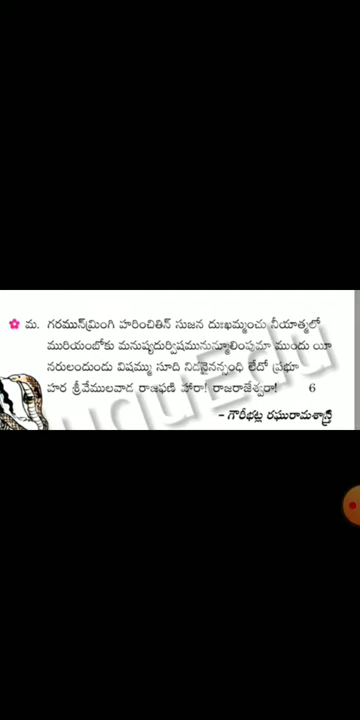 మ. గరమున్మ్రింగి హరించితిన్ సుజన దుఃఖమ్మంచు నీయాత్మలో
మురియంబోకు మనుష్యదుర్విషమునున్మూలింపుమా ముందు యీ
నరులందుండు విషమ్ము సూది నిడనైనన్సంధి లేదో ప్రభూ
హర శ్రీవేములవాడ రాజఫణి హారా! రాజరాజేశ్వరా! 6
– గౌరీభట్ల రఘురామశాస్త్రి